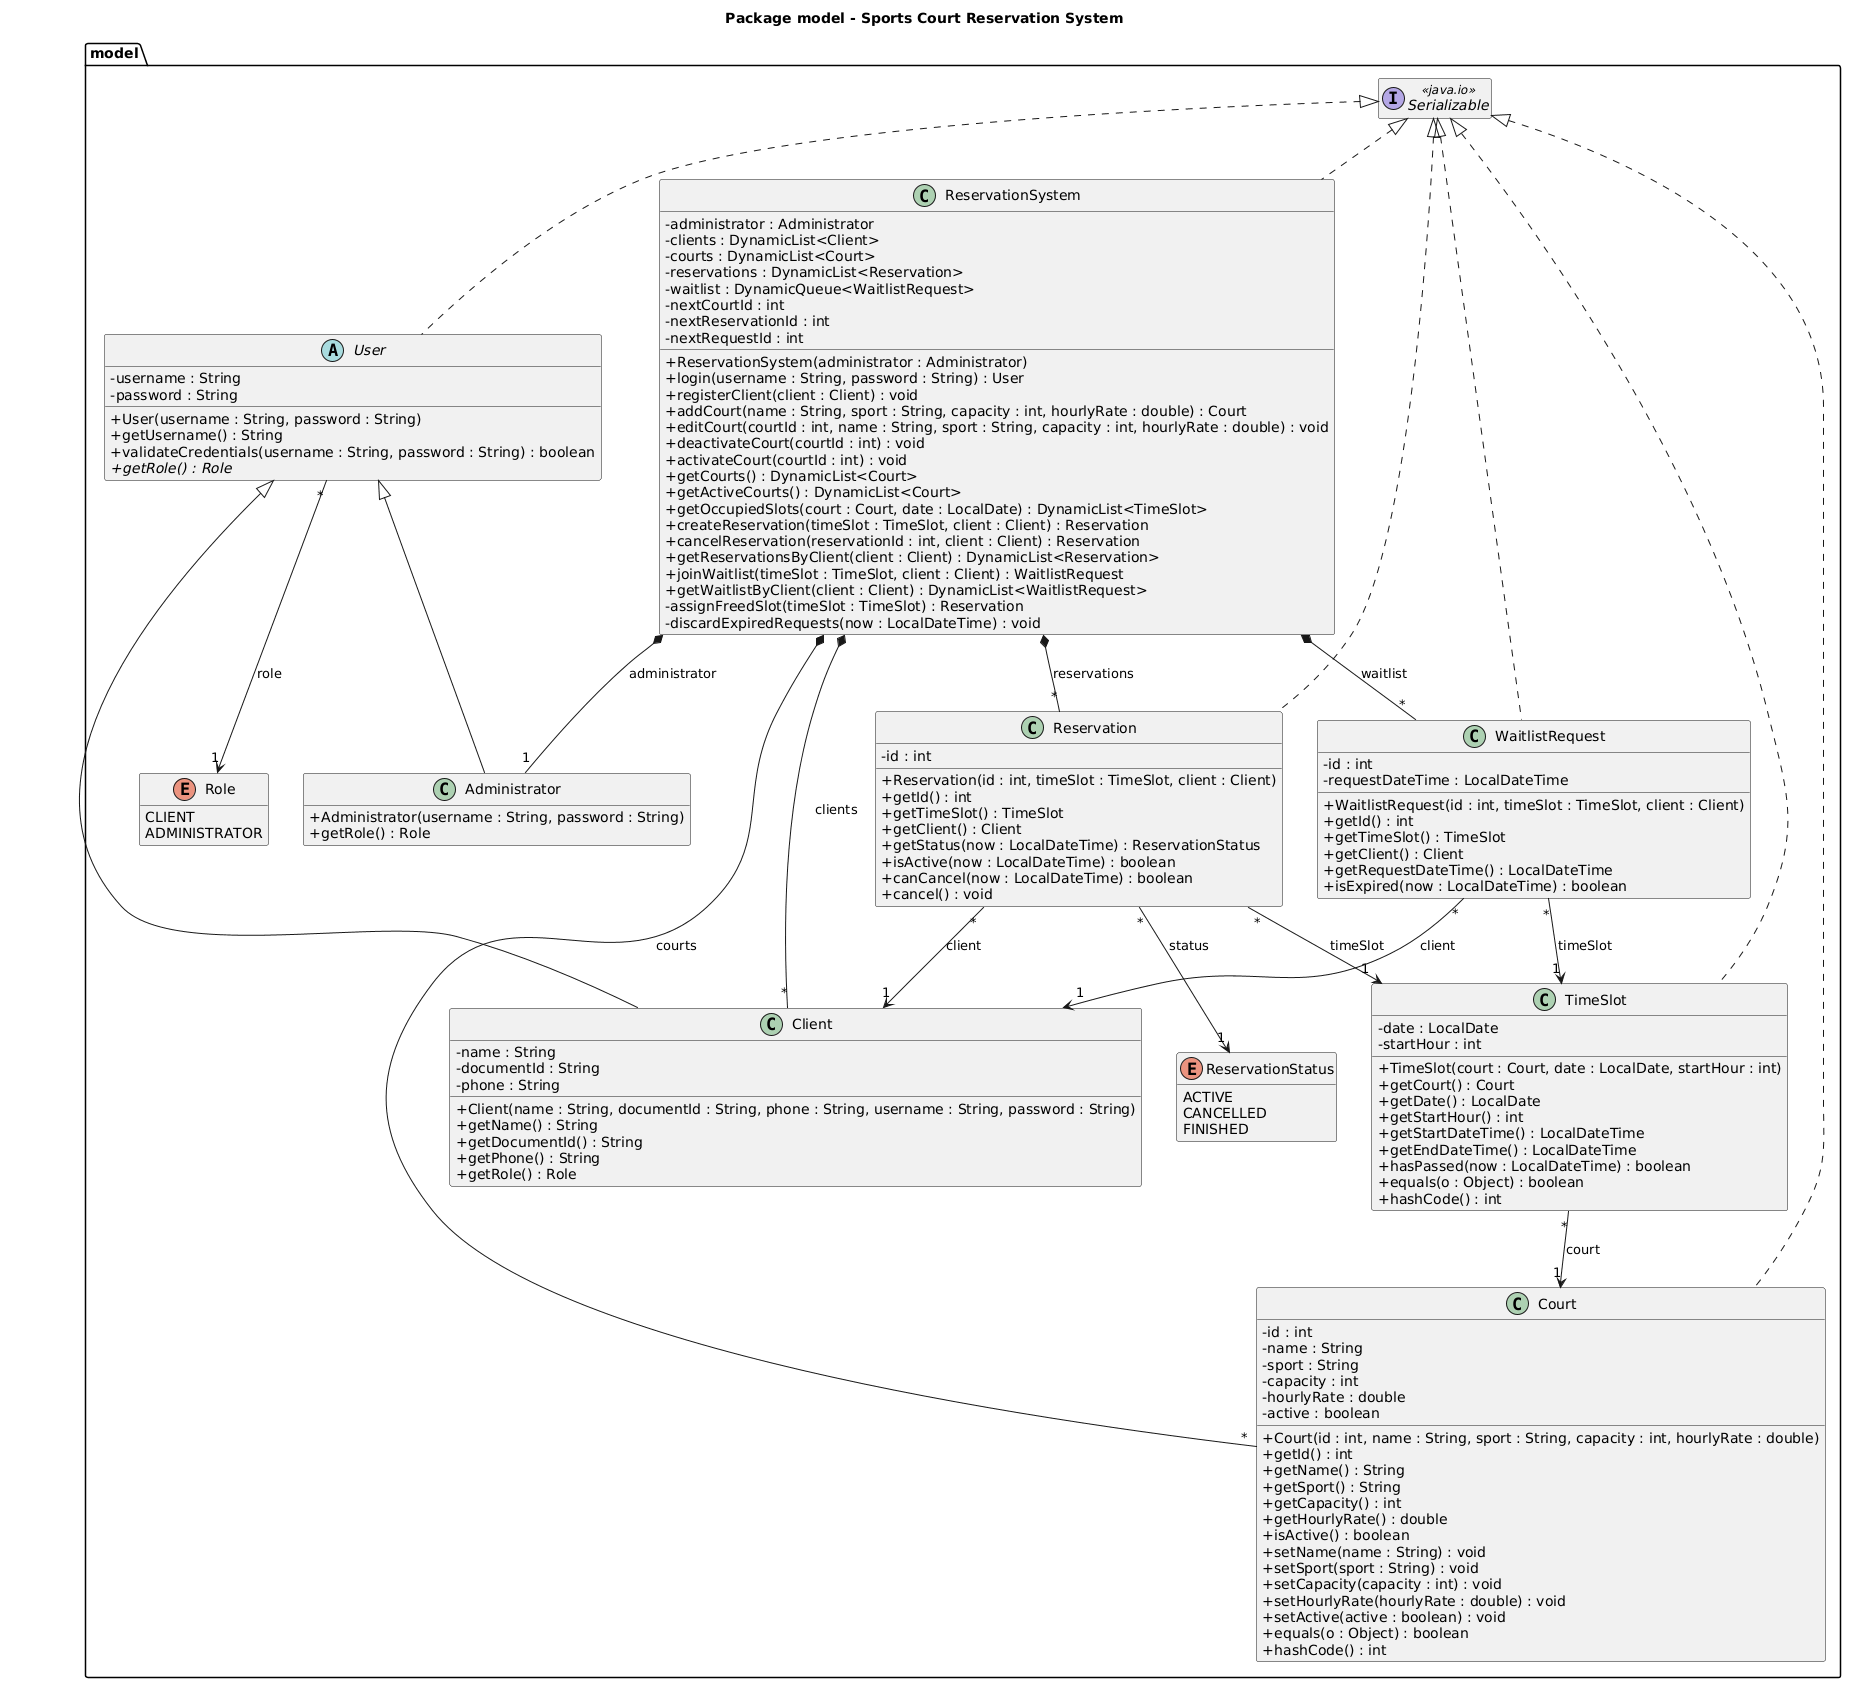 Package model - Sports Court Reservation System
model
I
«java.io»
Serializable
C ReservationSystem
-administrator : Administrator
-clients : DynamicList<Client>
-courts : DynamicList<Court>
-reservations : DynamicList<Reservation>
-waitlist : DynamicQueue<WaitlistRequest>
-nextCourtId : int
-nextReservationId : int
-nextRequestId : int
+ReservationSystem(administrator : Administrator)
+login(username : String, password : String) : User
+registerClient(client : Client) : void
+addCourt(name : String, sport : String, capacity : int, hourlyRate : double) : Court
+editCourt(courtId : int, name : String, sport : String, capacity : int, hourlyRate : double) : void
+deactivateCourt(courtId : int) : void
+activateCourt(courtId : int) : void
+getCourts() : DynamicList<Court>
+getActiveCourts() : DynamicList<Court>
+getOccupiedSlots(court : Court, date : LocalDate) : DynamicList<TimeSlot>
+createReservation(timeSlot : TimeSlot, client : Client) : Reservation
+cancelReservation(reservationId : int, client : Client) : Reservation
+getReservationsByClient(client : Client) : DynamicList<Reservation>
+joinWaitlist(timeSlot : TimeSlot, client : Client) : WaitlistRequest
+getWaitlistByClient(client : Client) : DynamicList<WaitlistRequest>
-assignFreedSlot(timeSlot : TimeSlot) : Reservation
-discardExpiredRequests(now : LocalDateTime) : void
A User
-username : String
-password : String
+User(username : String, password : String)
+getUsername() : String
+validateCredentials(username : String, password : String) : boolean
+getRole() : Role
*
role
1
administrator
1
clients
*
courts
*
reservations
*
waitlist
*
E Role
CLIENT
ADMINISTRATOR
C Administrator
+Administrator(username : String, password : String)
+getRole() : Role
C Reservation
-id : int
+Reservation(id : int, timeSlot : TimeSlot, client : Client)
+getId() : int
+getTimeSlot() : TimeSlot
+getClient() : Client
+getStatus(now : LocalDateTime) : ReservationStatus
+isActive(now : LocalDateTime) : boolean
+canCancel(now : LocalDateTime) : boolean
+cancel() : void
C WaitlistRequest
-id : int
-requestDateTime : LocalDateTime
+WaitlistRequest(id : int, timeSlot : TimeSlot, client : Client)
+getId() : int
+getTimeSlot() : TimeSlot
+getClient() : Client
+getRequestDateTime() : LocalDateTime
+isExpired(now : LocalDateTime) : boolean
*
client
1
*
status
1
*
timeSlot
1
*
client
1
*
timeSlot
1
C Client
-name : String
-documentId : String
-phone : String
+Client(name : String, documentId : String, phone : String, username : String, password : String)
+getName() : String
+getDocumentId() : String
+getPhone() : String
+getRole() : Role
E ReservationStatus
ACTIVE
CANCELLED
FINISHED
C TimeSlot
-date : LocalDate
-startHour : int
+TimeSlot(court : Court, date : LocalDate, startHour : int)
+getCourt() : Court
+getDate() : LocalDate
+getStartHour() : int
+getStartDateTime() : LocalDateTime
+getEndDateTime() : LocalDateTime
+hasPassed(now : LocalDateTime) : boolean
+equals(o : Object) : boolean
+hashCode() : int
*
court
1
C Court
-id : int
-name : String
-sport : String
-capacity : int
-hourlyRate : double
-active : boolean
+Court(id : int, name : String, sport : String, capacity : int, hourlyRate : double)
+getId() : int
+getName() : String
+getSport() : String
+getCapacity() : int
+getHourlyRate() : double
+isActive() : boolean
+setName(name : String) : void
+setSport(sport : String) : void
+setCapacity(capacity : int) : void
+setHourlyRate(hourlyRate : double) : void
+setActive(active : boolean) : void
+equals(o : Object) : boolean
+hashCode() : int